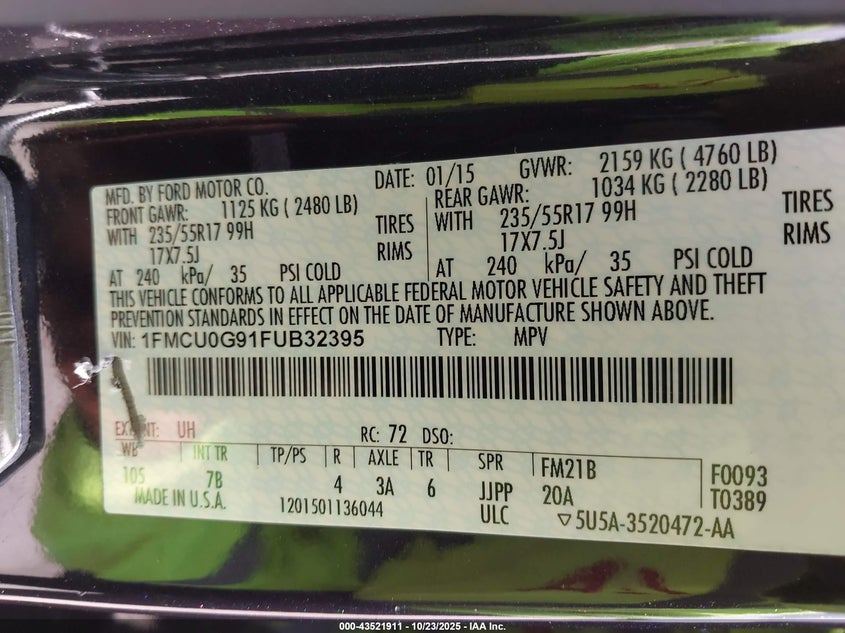 MFD. BY FORD MOTOR CO. DATE: 01/15 GVWR: 2159 KG ( 4760 LB)
FRONT GAWR: 1125 KG ( 2480 LB) REAR GAWR: 1034 KG ( 2280 LB)
WITH 235/55R17 99H TIRES WITH 235/55R17 99H TIRES
17X7.5J RIMS 17X7.5J RIMS
AT 240 kPa/ 35 PSI COLD AT 240 kPa/ 35 PSI COLD
THIS VEHICLE CONFORMS TO ALL APPLICABLE FEDERAL MOTOR VEHICLE SAFETY AND THEFT
PREVENTION STANDARDS IN EFFECT ON THE DATE OF MANUFACTURE SHOWN ABOVE.
VIN: 1FMCU0G91FUB32395 TYPE: MPV
UH RC: 72 DSO:
WB INT TR TP/PS R AXLE TR SPR FM21B F0093
105 7B 4 3A 6 JJPP 20A T0389
MADE IN U.S.A. 1201501136044 ULC ▽5U5A-3520472-AA
000-43521911 - 10/23/2025 - IAA Inc.